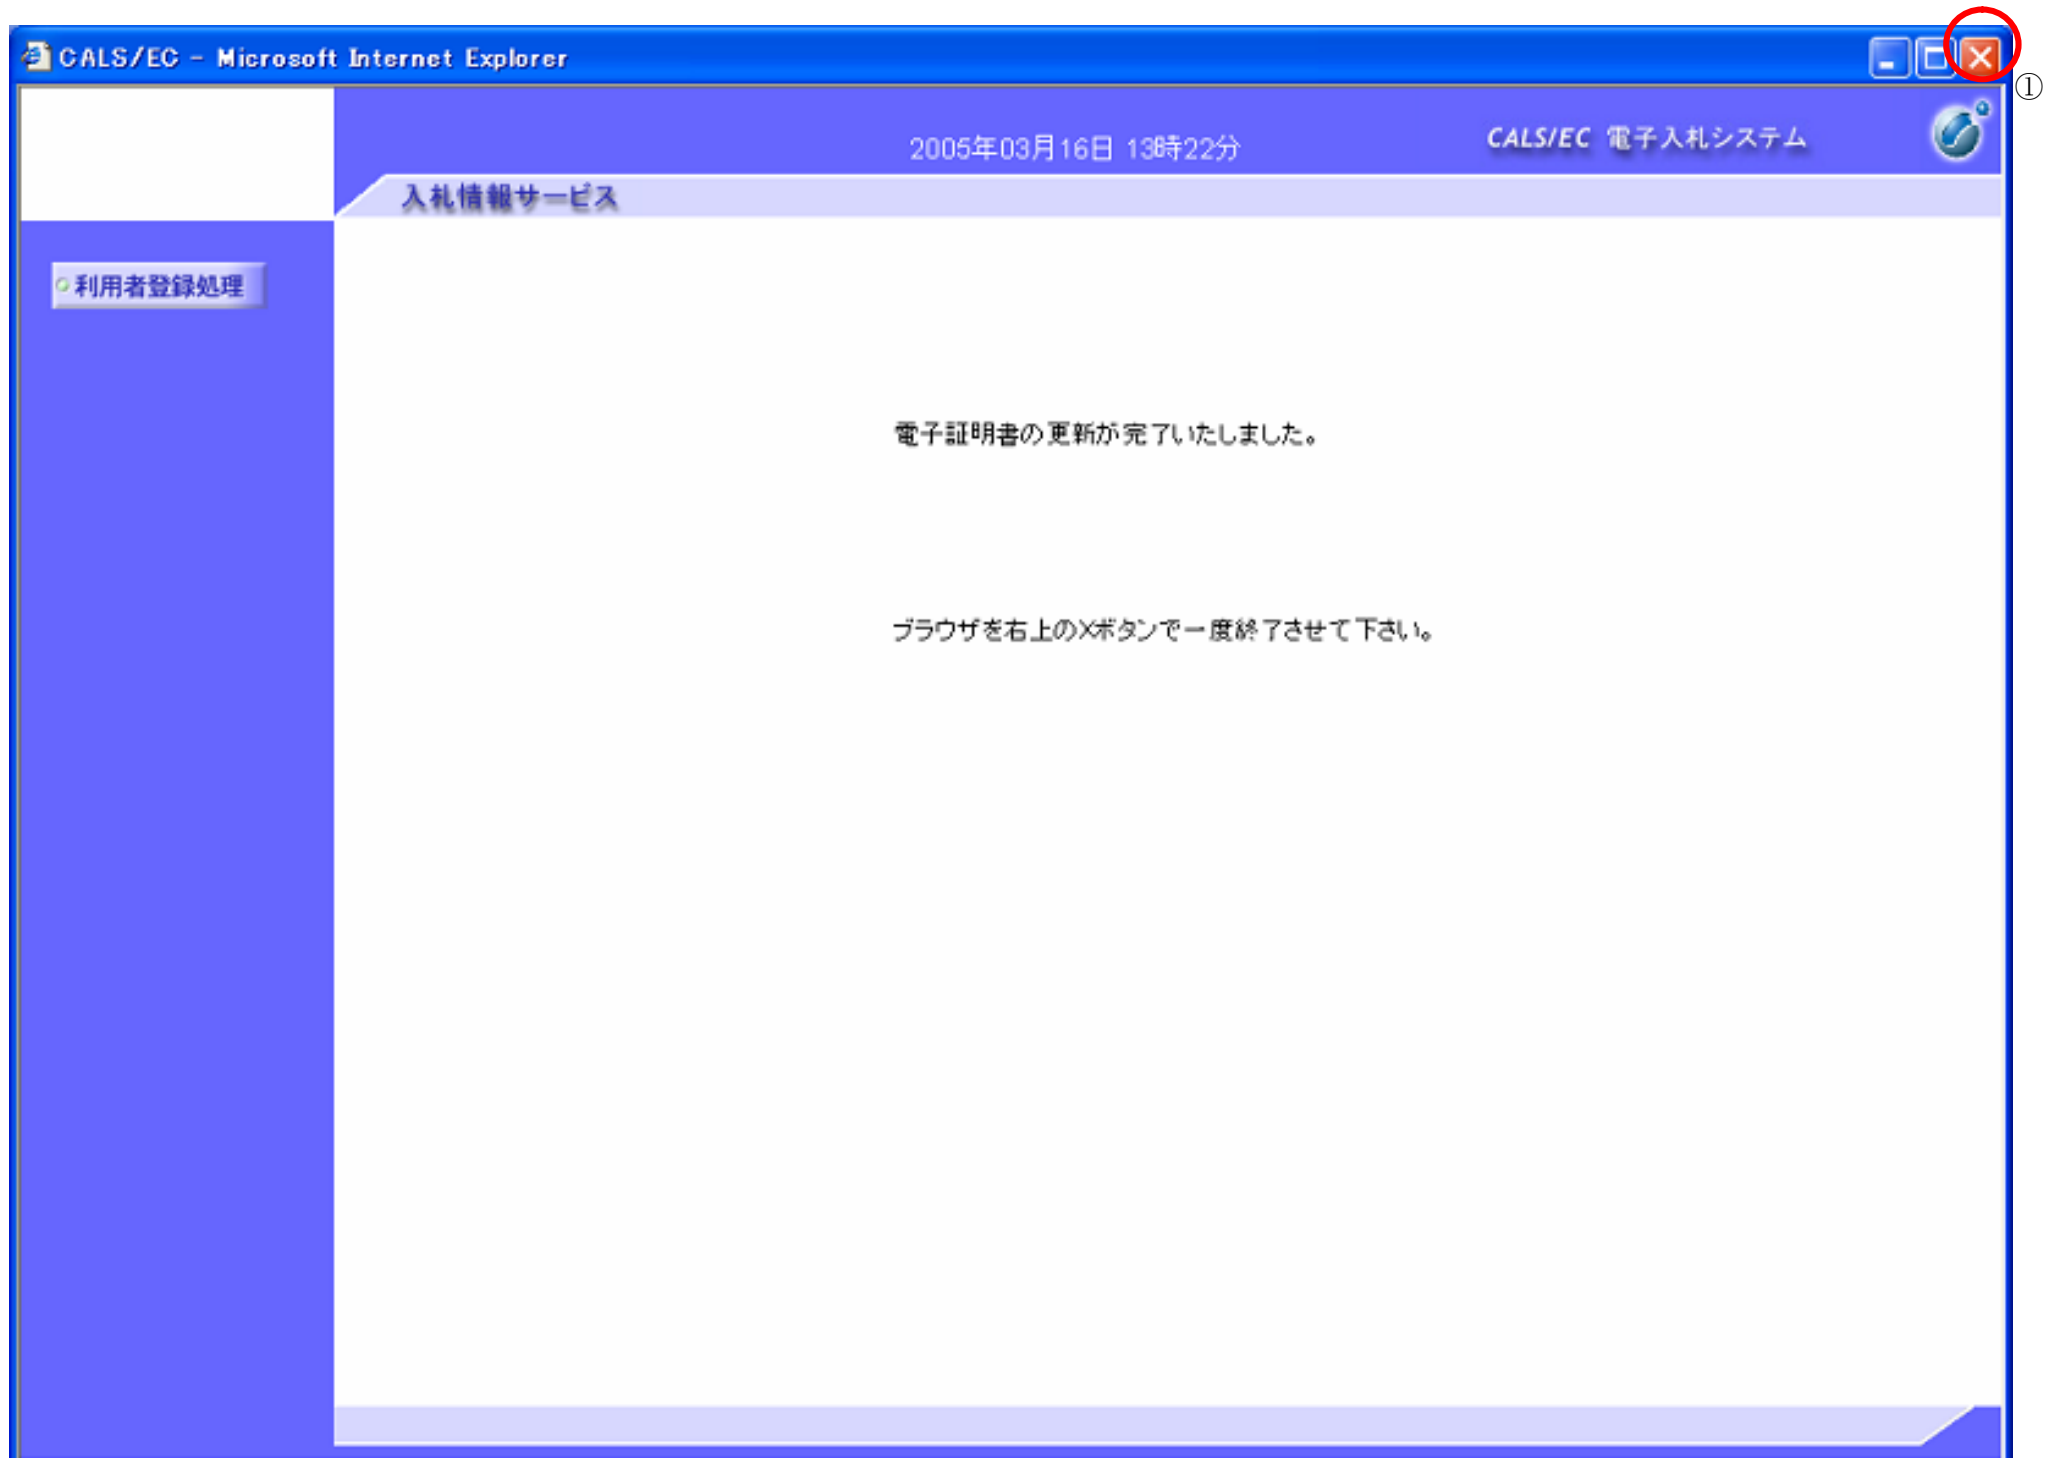 CALS/EC - Microsoft Internet Explorer
①
2005年03月16日 13時22分
CALS/EC 電子入札システム
入札情報サービス
利用者登録処理
電子証明書の更新が完了いたしました。
ブラウザを右上の×ボタンで一度終了させて下さい。